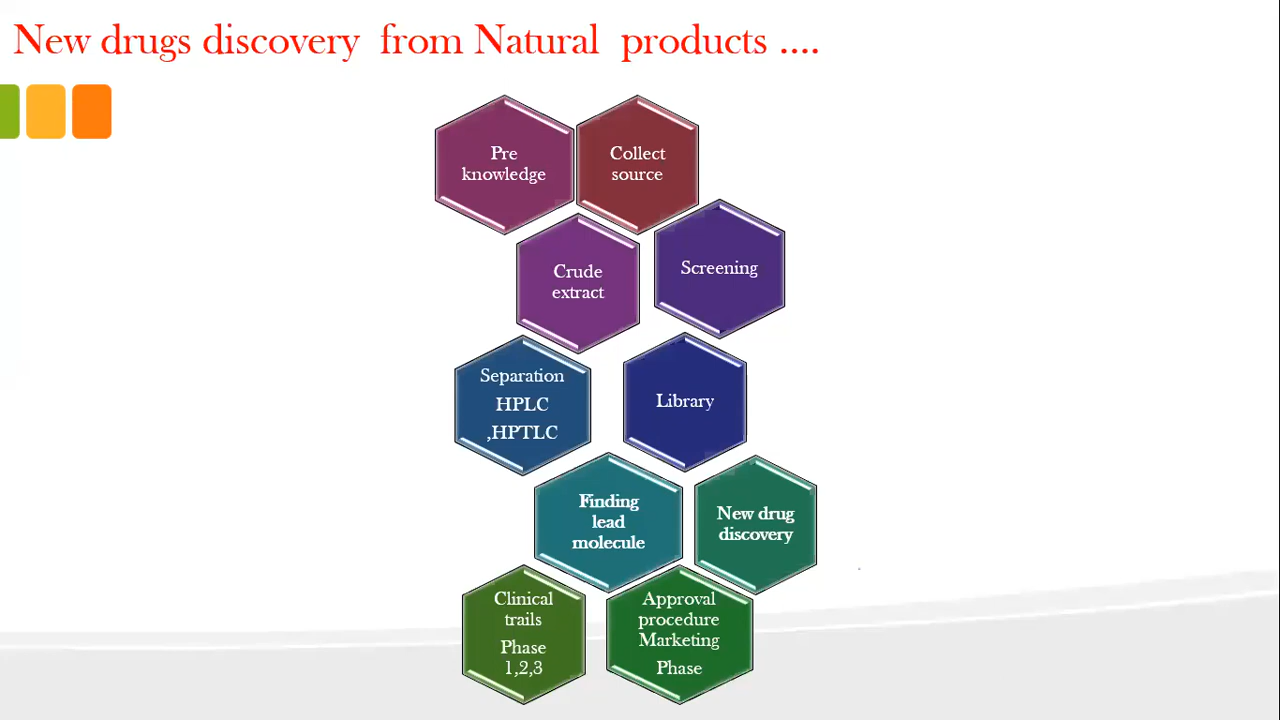 New drugs discovery from Natural products ....
Pre
knowledge
Collect
source
Crude
extract
Screening
Separation
HPLC
,HPTLC
Library
Finding
lead
molecule
New drug
discovery
Clinical
trails
Phase
1,2,3
Approval
procedure
Marketing
Phase